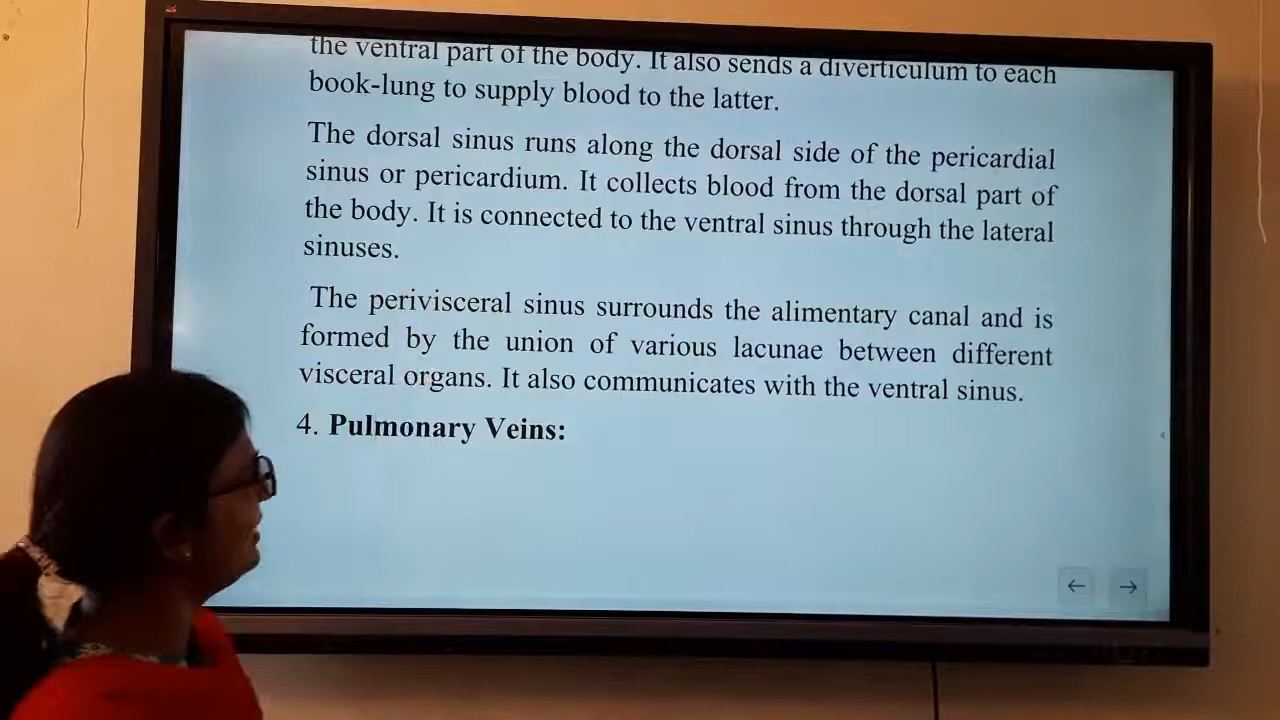 the ventral part of the body. It also sends a diverticulum to each
book-lung to supply blood to the latter.
The dorsal sinus runs along the dorsal side of the pericardial
sinus or pericardium. It collects blood from the dorsal part of
the body. It is connected to the ventral sinus through the lateral
sinuses.
The perivisceral sinus surrounds the alimentary canal and is
formed by the union of various lacunae between different
visceral organs. It also communicates with the ventral sinus.
4. Pulmonary Veins: